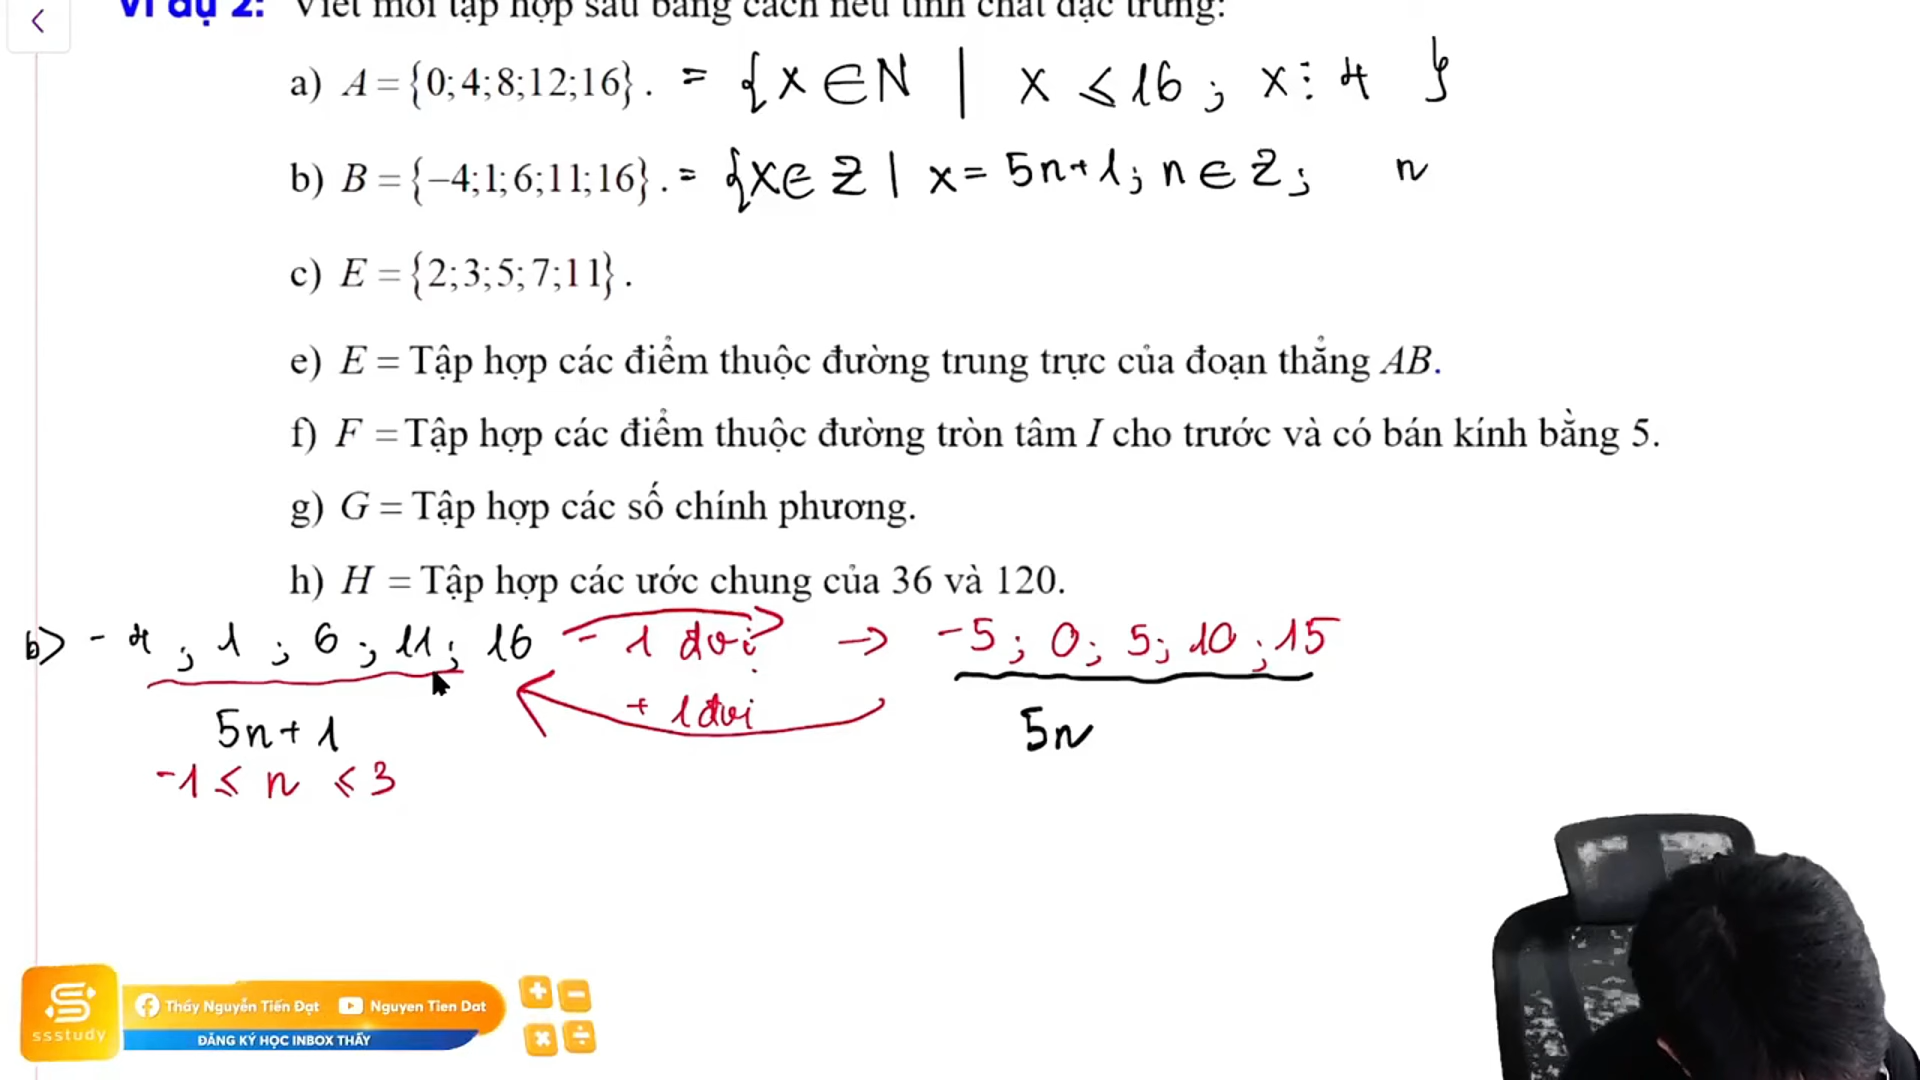 Ví dụ 2: Viết mỗi tập hợp sau bằng cách nêu tính chất đặc trưng:
a) A = {0; 4; 8; 12; 16}. = {x ∈ N | x ⩽ 16 ; x ⋮ 4 }
b) B = {−4; 1; 6; 11; 16}. = {x ∈ Z | x = 5n + 1; n ∈ Z; n
c) E = {2; 3; 5; 7; 11}.
e) E = Tập hợp các điểm thuộc đường trung trực của đoạn thẳng AB.
f) F = Tập hợp các điểm thuộc đường tròn tâm I cho trước và có bán kính bằng 5.
g) G = Tập hợp các số chính phương.
h) H = Tập hợp các ước chung của 36 và 120.
b> -4 ; 1 ; 6 ; 11 ; 16 - 1 đvị → -5; 0; 5; 10; 15
+ 1 đvị
5n + 1 5n
-1 ⩽ n ⩽ 3
ssstudy
Thầy Nguyễn Tiến Đạt Nguyen Tien Dat
ĐĂNG KÝ HỌC INBOX THẦY